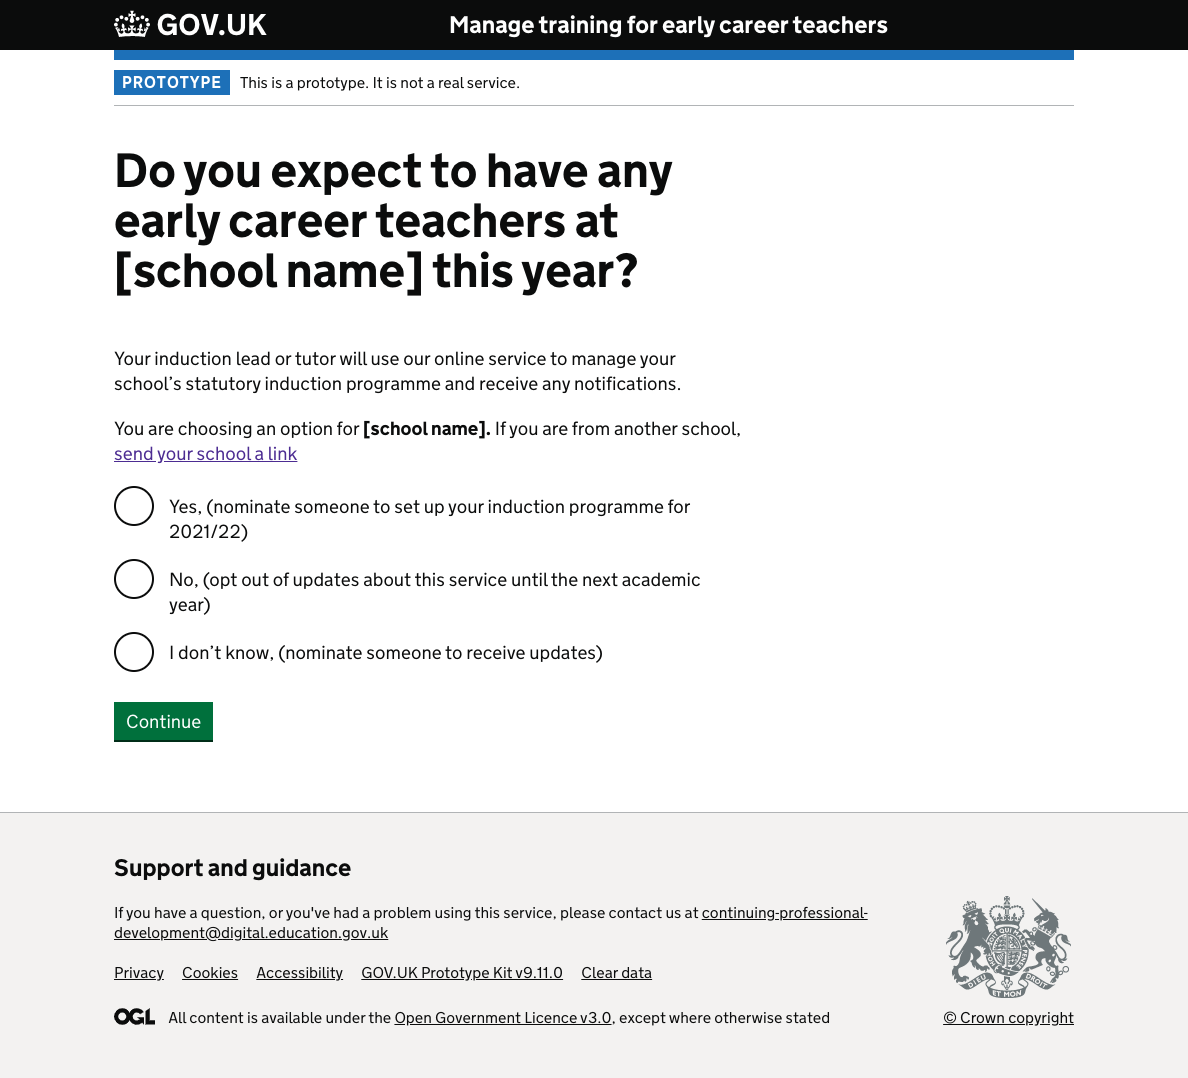 GOV.UK
Manage training for early career teachers
PROTOTYPE This is a prototype. It is not a real service.
Do you expect to have any
early career teachers at
[school name] this year?
Your induction lead or tutor will use our online service to manage your
school’s statutory induction programme and receive any notifications.
You are choosing an option for [school name]. If you are from another school,
send your school a link
Yes, (nominate someone to set up your induction programme for
2021/22)
No, (opt out of updates about this service until the next academic
year)
I don’t know, (nominate someone to receive updates)
Continue
Support and guidance
If you have a question, or you've had a problem using this service, please contact us at continuing-professional-
development@digital.education.gov.uk
Privacy Cookies Accessibility GOV.UK Prototype Kit v9.11.0 Clear data
OGL All content is available under the Open Government Licence v3.0, except where otherwise stated
DIEU ET MON DROIT
© Crown copyright